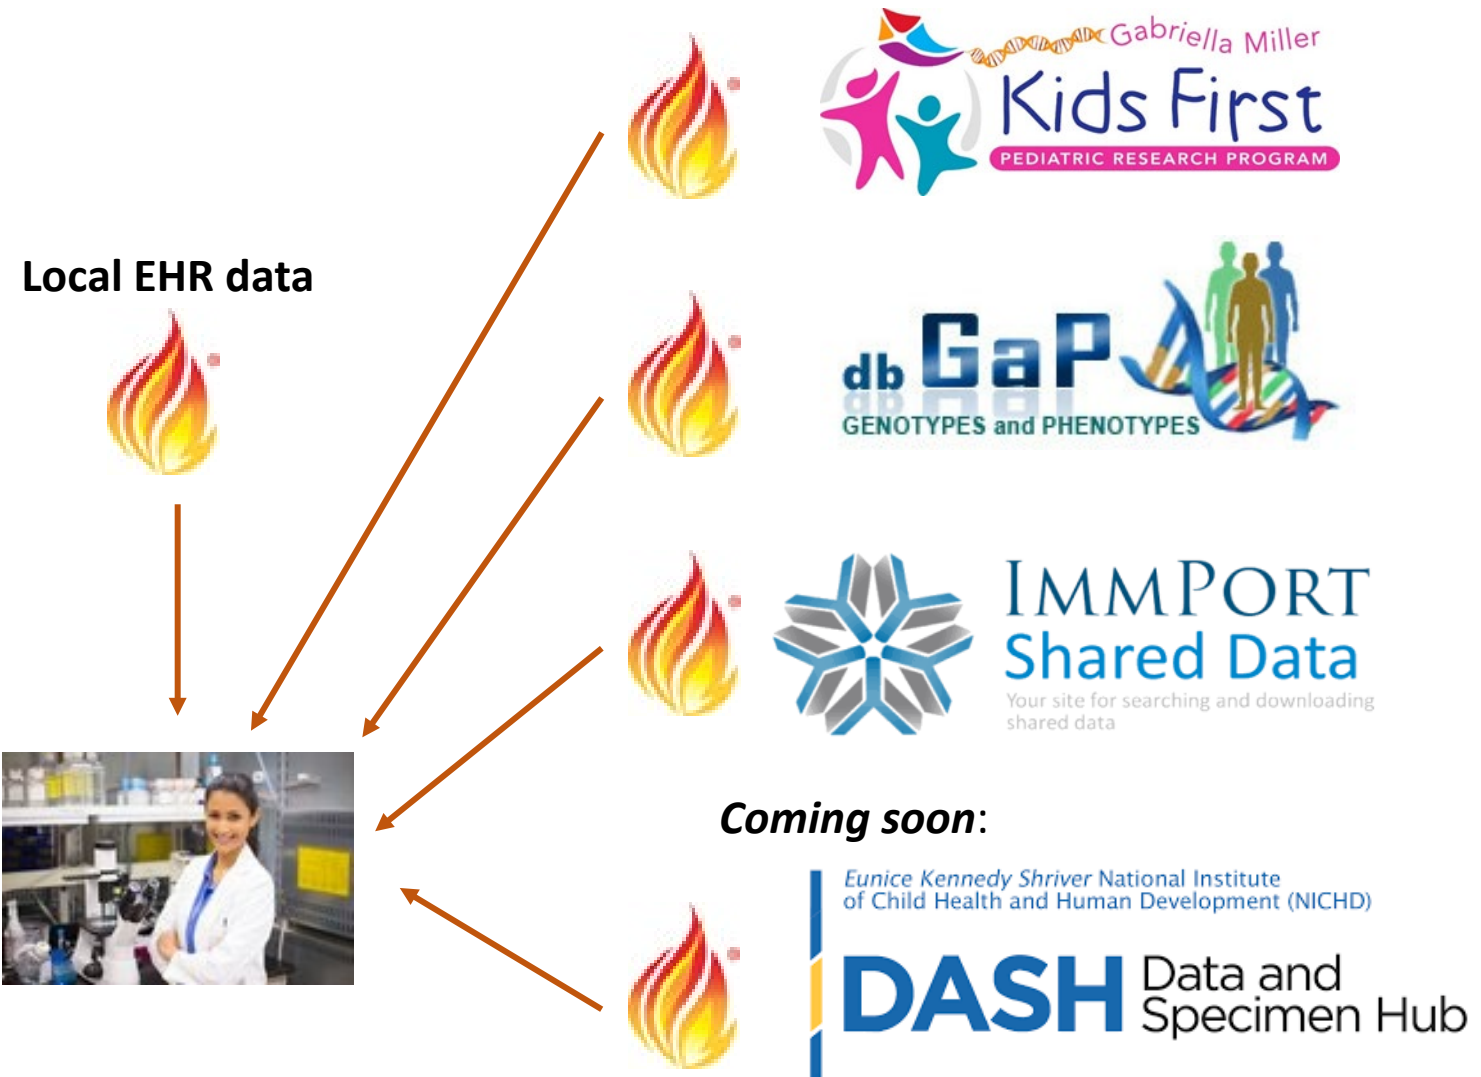 Gabriella Miller
Kids First
PEDIATRIC RESEARCH PROGRAM
Local EHR data
db GaP
GENOTYPES and PHENOTYPES
IMMPORT
Shared Data
Your site for searching and downloading
shared data
Coming soon:
Eunice Kennedy Shriver National Institute
of Child Health and Human Development (NICHD)
DASH Data and
Specimen Hub